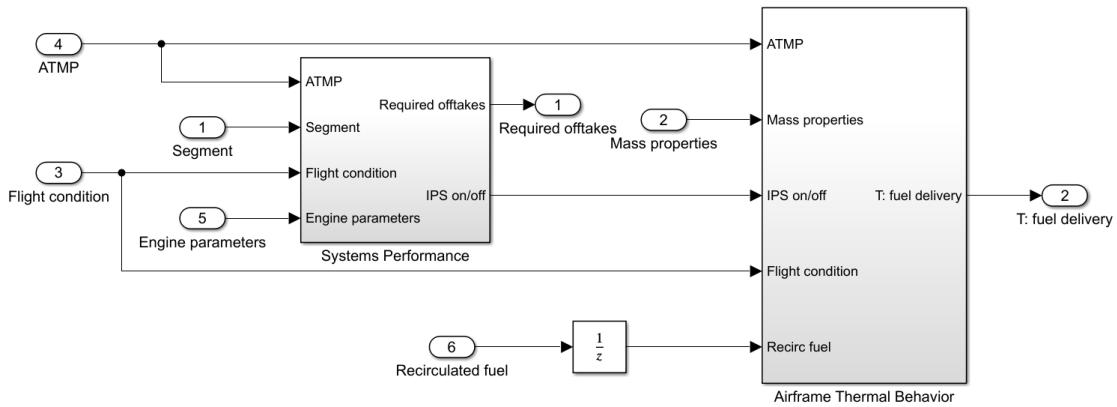 4
ATMP
ATMP
ATMP
Required offtakes
1
Required offtakes
1
Segment
Segment
2
Mass properties
Mass properties
3
Flight condition
Flight condition
IPS on/off
IPS on/off
T: fuel delivery
2
T: fuel delivery
5
Engine parameters
Engine parameters
Systems Performance
Flight condition
6
Recirculated fuel
1
z
Recirc fuel
Airframe Thermal Behavior